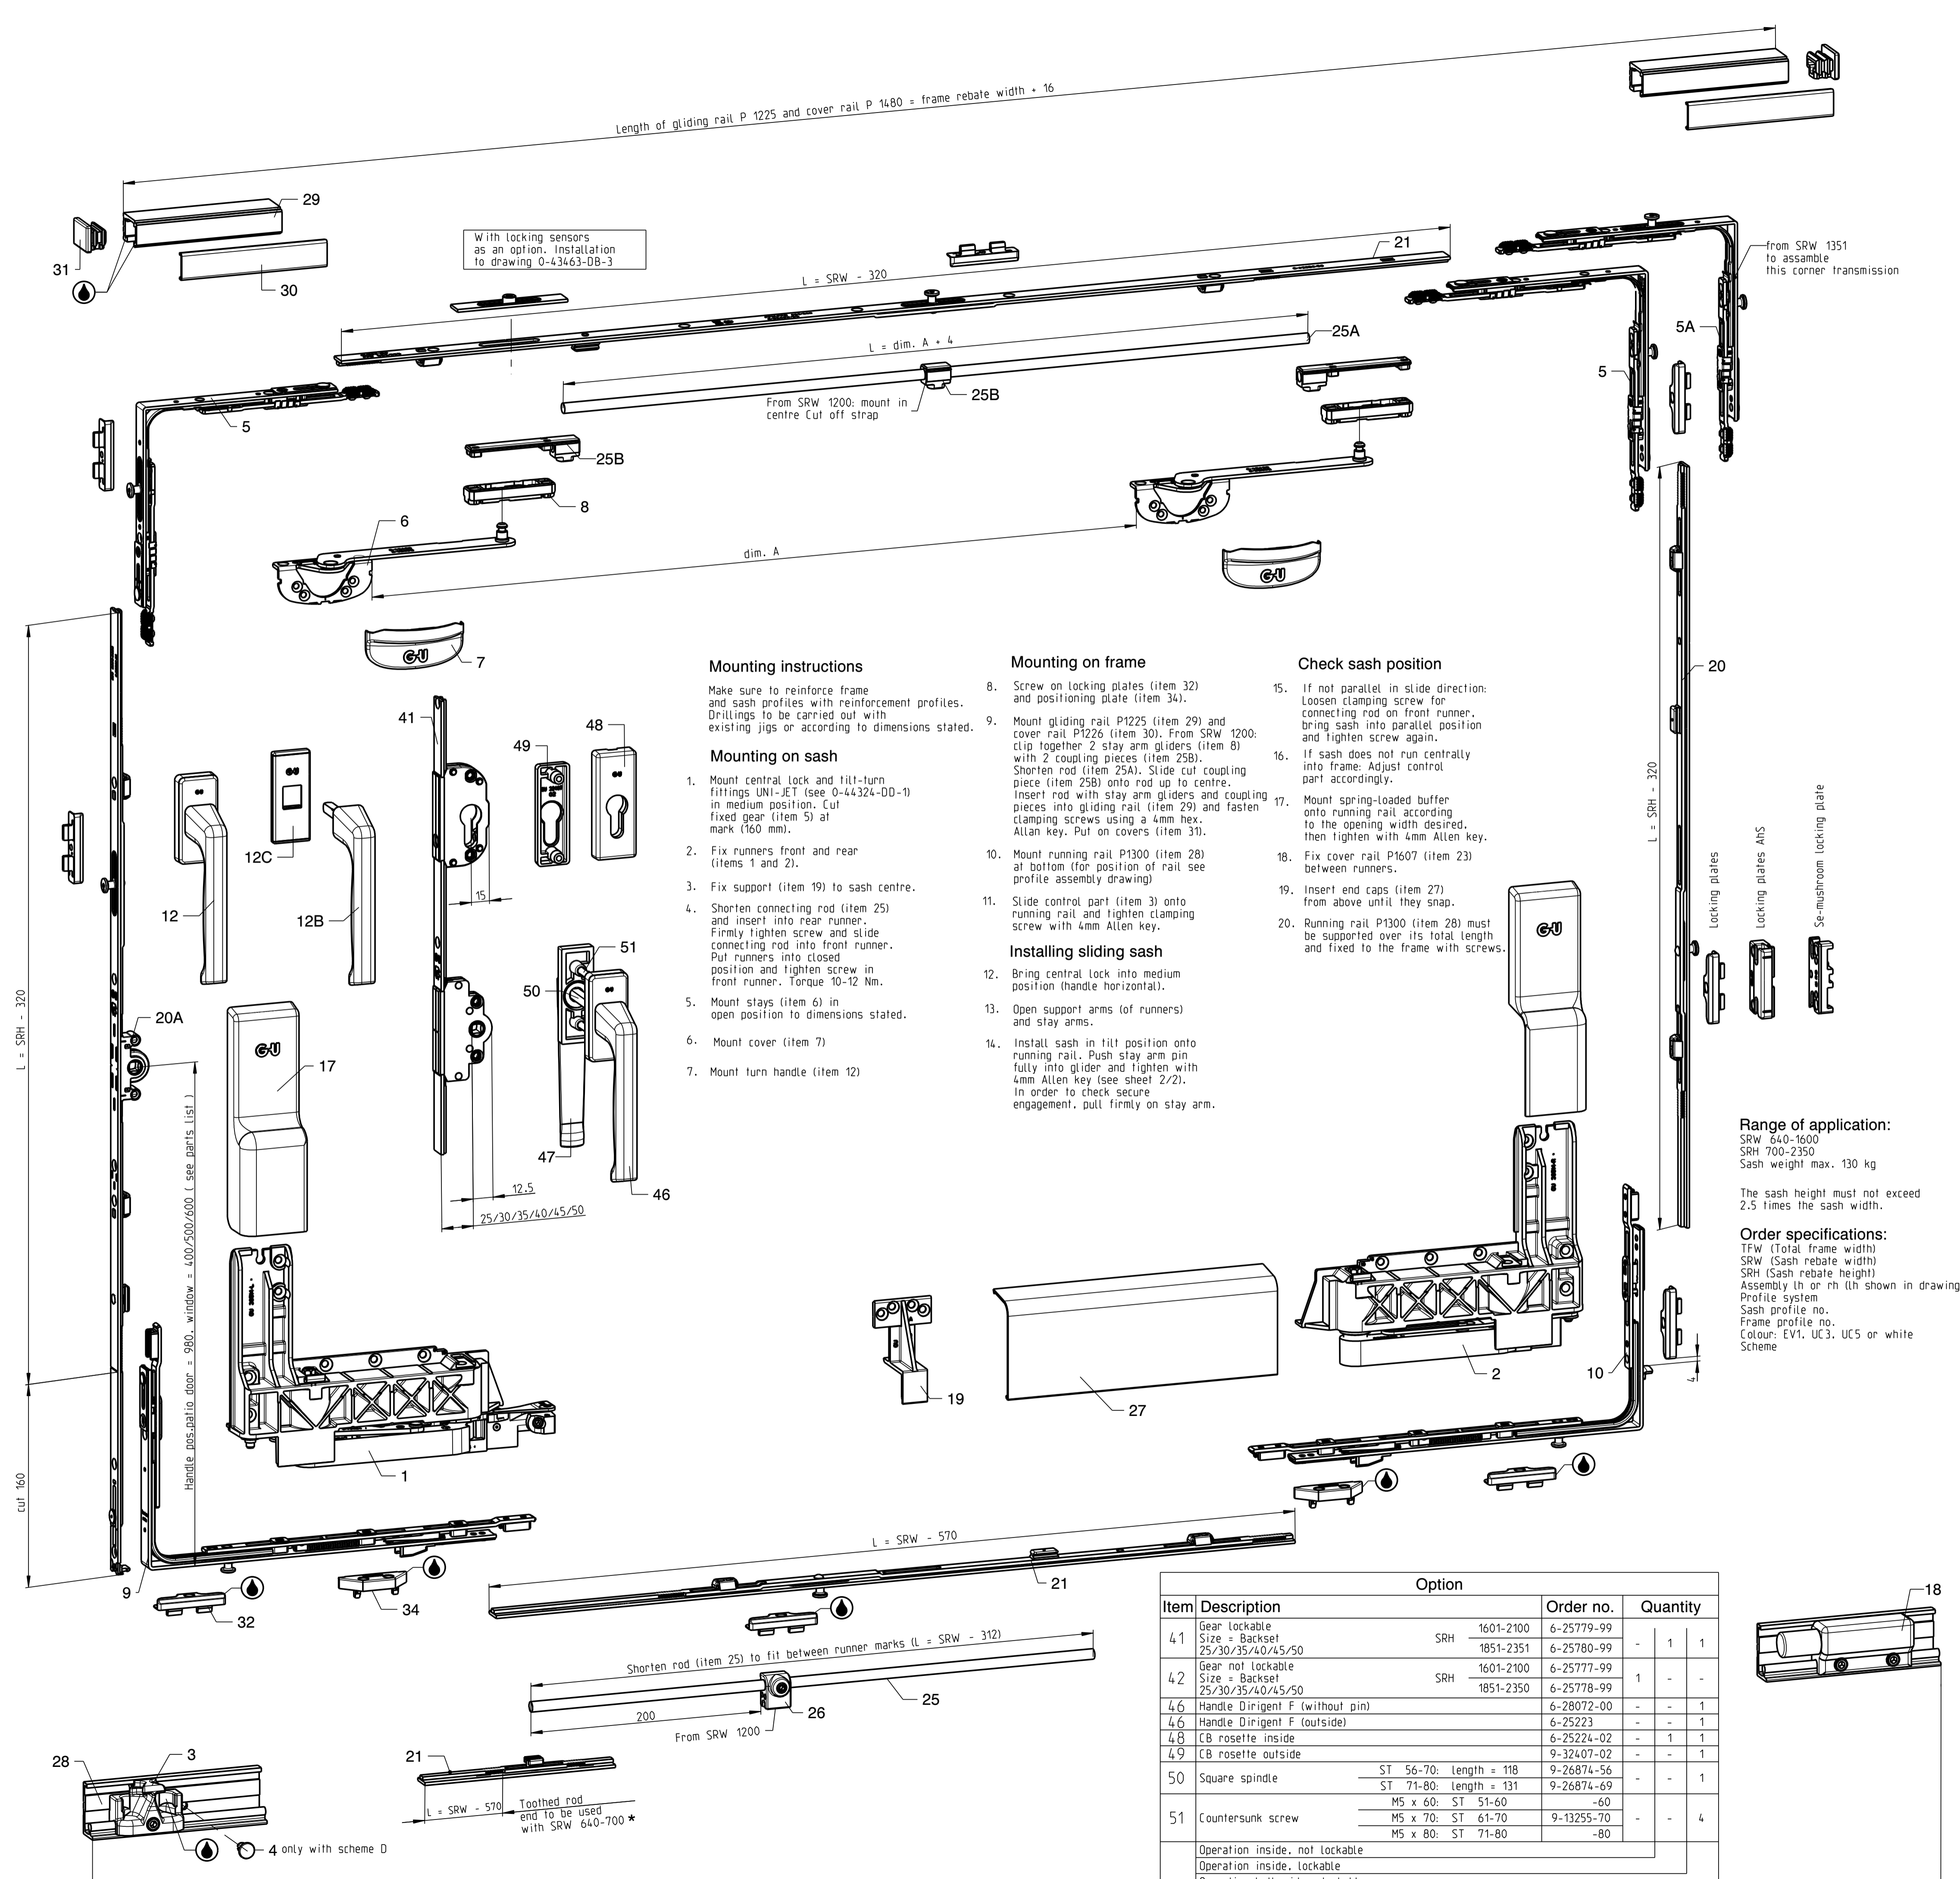 Length of gliding rail P 1225 and cover rail P 1480 = frame rebate width + 16
29
31
30
With locking sensors
as an option. Installation
to drawing 0-43463-DB-3
L = SRW - 320
21
from SRW 1351
to assamble
this corner transmission
5A
5
L = dim. A + 4
25A
From SRW 1200: mount in
centre Cut off strap
25B
5
25B
8
6
dim. A
G-U
G-U
7
20
L = SRH - 320
L = SRH - 320
cut 160
Mounting instructions
Make sure to reinforce frame
and sash profiles with reinforcement profiles.
Drillings to be carried out with
existing jigs or according to dimensions stated.
Mounting on sash
1. Mount central lock and tilt-turn
fittings UNI-JET (see 0-44324-DD-1)
in medium position. Cut
fixed gear (item 5) at
mark (160 mm).
2. Fix runners front and rear
(items 1 and 2).
3. Fix support (item 19) to sash centre.
4. Shorten connecting rod (item 25)
and insert into rear runner.
Firmly tighten screw and slide
connecting rod into front runner.
Put runners into closed
position and tighten screw in
front runner. Torque 10-12 Nm.
5. Mount stays (item 6) in
open position to dimensions stated.
6. Mount cover (item 7)
7. Mount turn handle (item 12)
Mounting on frame
8. Screw on locking plates (item 32)
and positioning plate (item 34).
9. Mount gliding rail P1225 (item 29) and
cover rail P1226 (item 30). From SRW 1200:
clip together 2 stay arm gliders (item 8)
with 2 coupling pieces (item 25B).
Shorten rod (item 25A). Slide cut coupling
piece (item 25B) onto rod up to centre.
Insert rod with stay arm gliders and coupling
pieces into gliding rail (item 29) and fasten
clamping screws using a 4mm hex.
Allan key. Put on covers (item 31).
10. Mount running rail P1300 (item 28)
at bottom (for position of rail see
profile assembly drawing)
11. Slide control part (item 3) onto
running rail and tighten clamping
screw with 4mm Allen key.
Installing sliding sash
12. Bring central lock into medium
position (handle horizontal).
13. Open support arms (of runners)
and stay arms.
14. Install sash in tilt position onto
running rail. Push stay arm pin
fully into glider and tighten with
4mm Allen key (see sheet 2/2).
In order to check secure
engagement, pull firmly on stay arm.
Check sash position
15. If not parallel in slide direction:
Loosen clamping screw for
connecting rod on front runner,
bring sash into parallel position
and tighten screw again.
16. If sash does not run centrally
into frame: Adjust control
part accordingly.
17. Mount spring-loaded buffer
onto running rail according
to the opening width desired,
then tighten with 4mm Allen key.
18. Fix cover rail P1607 (item 23)
between runners.
19. Insert end caps (item 27)
from above until they snap.
20. Running rail P1300 (item 28) must
be supported over its total length
and fixed to the frame with screws.
41
49
48
15
12
12C
12B
20A
17
G-U
G-U
51
50
47
46
12.5
25/30/35/40/45/50
Handle pos.patio door = 980, window = 400/500/600 ( see parts list )
Locking plates
Locking plates AhS
Se-mushroom locking plate
G-U
Range of application:
SRW 640-1600
SRH 700-2350
Sash weight max. 130 kg
The sash height must not exceed
2.5 times the sash width.
Order specifications:
TFW (Total frame width)
SRW (Sash rebate width)
SRH (Sash rebate height)
Assembly lh or rh (lh shown in drawing
Profile system
Sash profile no.
Frame profile no.
Colour: EV1, UC3, UC5 or white
Scheme
1
19
27
2
10
4
9
32
34
L = SRW - 570
21
Shorten rod (item 25) to fit between runner marks (L = SRW - 312)
200
26
25
From SRW 1200
28
3
4 only with scheme D
21
L = SRW - 570
Toothed rod
end to be used
with SRW 640-700 *
18
Option
Item Description Order no. Quantity
41 Gear lockable
Size = Backset
25/30/35/40/45/50
SRH 1601-2100 6-25779-99 - 1 1
1851-2351 6-25780-99
42 Gear not lockable
Size = Backset
25/30/35/40/45/50
SRH 1601-2100 6-25777-99 1 - -
1851-2350 6-25778-99
46 Handle Dirigent F (without pin) 6-28072-00 - - 1
46 Handle Dirigent F (outside) 6-25223 - - 1
48 CB rosette inside 6-25224-02 - 1 1
49 CB rosette outside 9-32407-02 - - 1
50 Square spindle ST 56-70: length = 118 9-26874-56 - - 1
ST 71-80: length = 131 9-26874-69
51 Countersunk screw M5 x 60: ST 51-60 -60
M5 x 70: ST 61-70 9-13255-70 - - 4
M5 x 80: ST 71-80 -80
Operation inside, not lockable
Operation inside, lockable